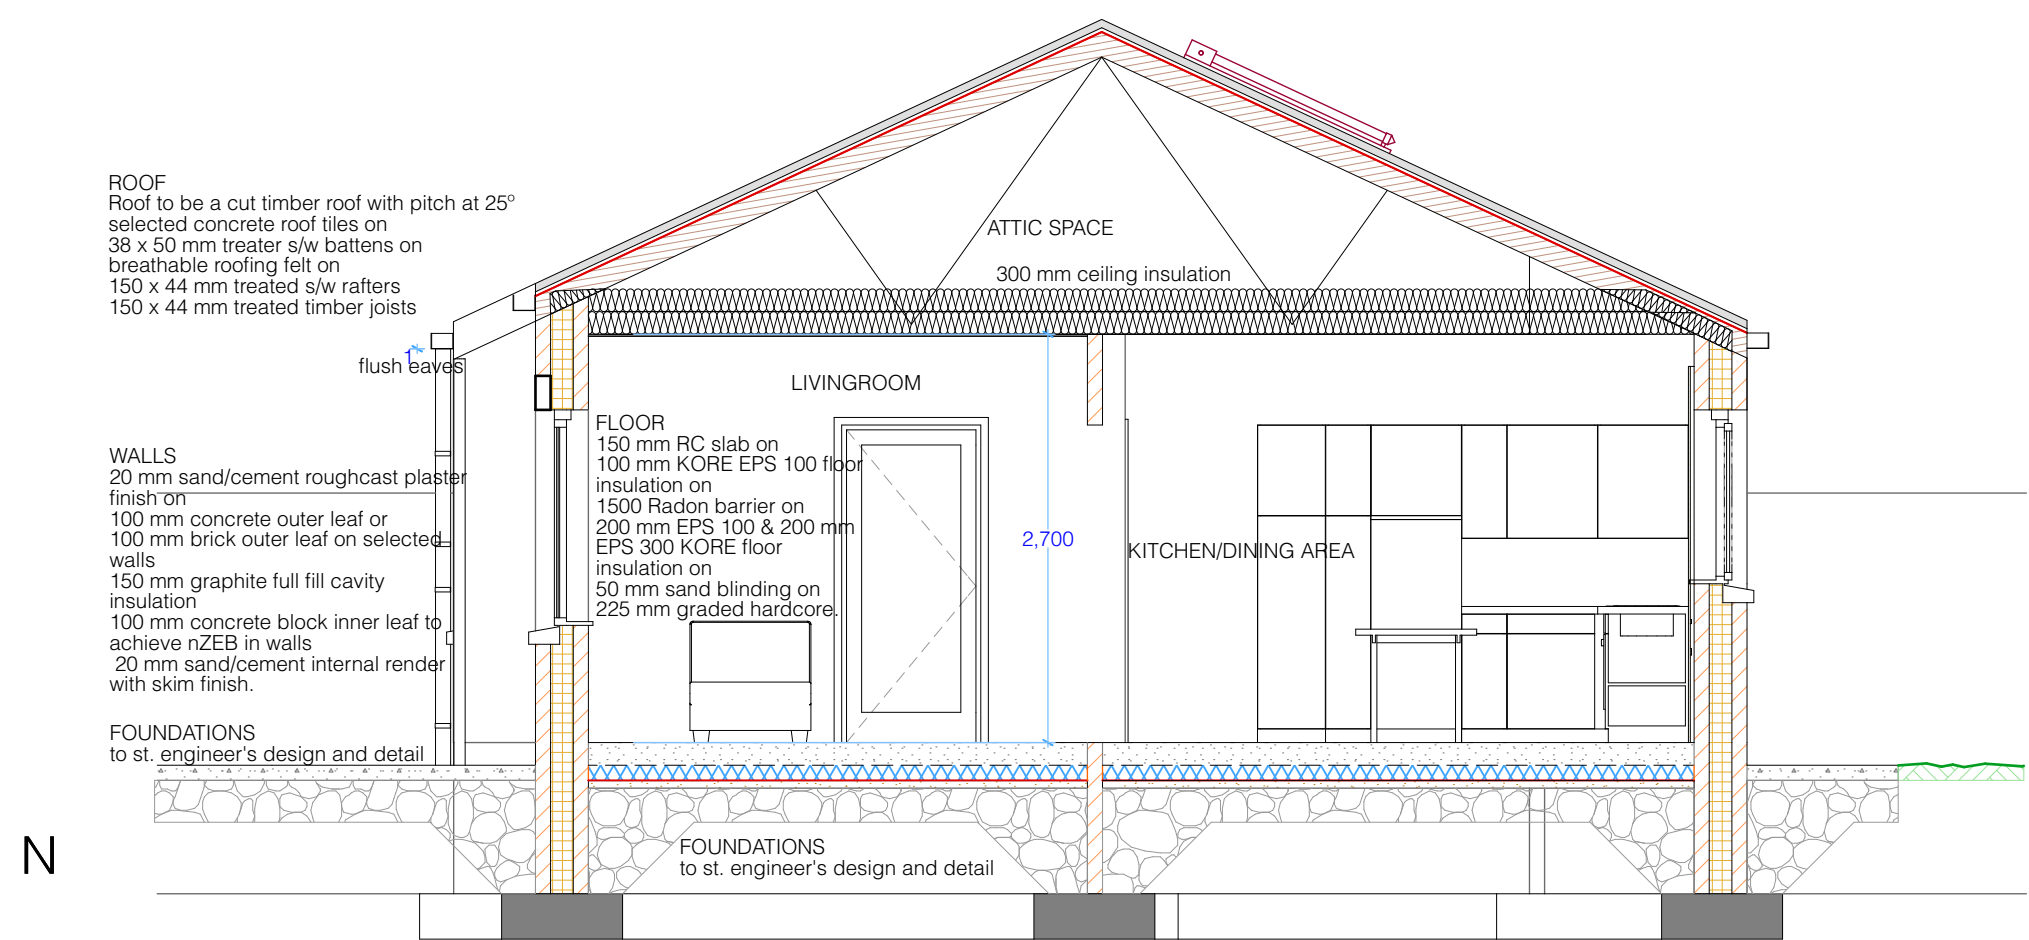 ROOF
Roof to be a cut timber roof with pitch at 25°
selected concrete roof tiles on
38 x 50 mm treater s/w battens on
breathable roofing felt on
150 x 44 mm treated s/w rafters
150 x 44 mm treated timber joists
ATTIC SPACE
300 mm ceiling insulation
1
flush eaves
LIVINGROOM
WALLS
20 mm sand/cement roughcast plaster
finish on
100 mm concrete outer leaf or
100 mm brick outer leaf on selected
walls
150 mm graphite full fill cavity
insulation
100 mm concrete block inner leaf to
achieve nZEB in walls
20 mm sand/cement internal render
with skim finish.
FOUNDATIONS
to st. engineer's design and detail
FLOOR
150 mm RC slab on
100 mm KORE EPS 100 floor
insulation on
1500 Radon barrier on
200 mm EPS 100 & 200 mm
EPS 300 KORE floor
insulation on
50 mm sand blinding on
225 mm graded hardcore.
2,700
KITCHEN/DINING AREA
N
FOUNDATIONS
to st. engineer's design and detail